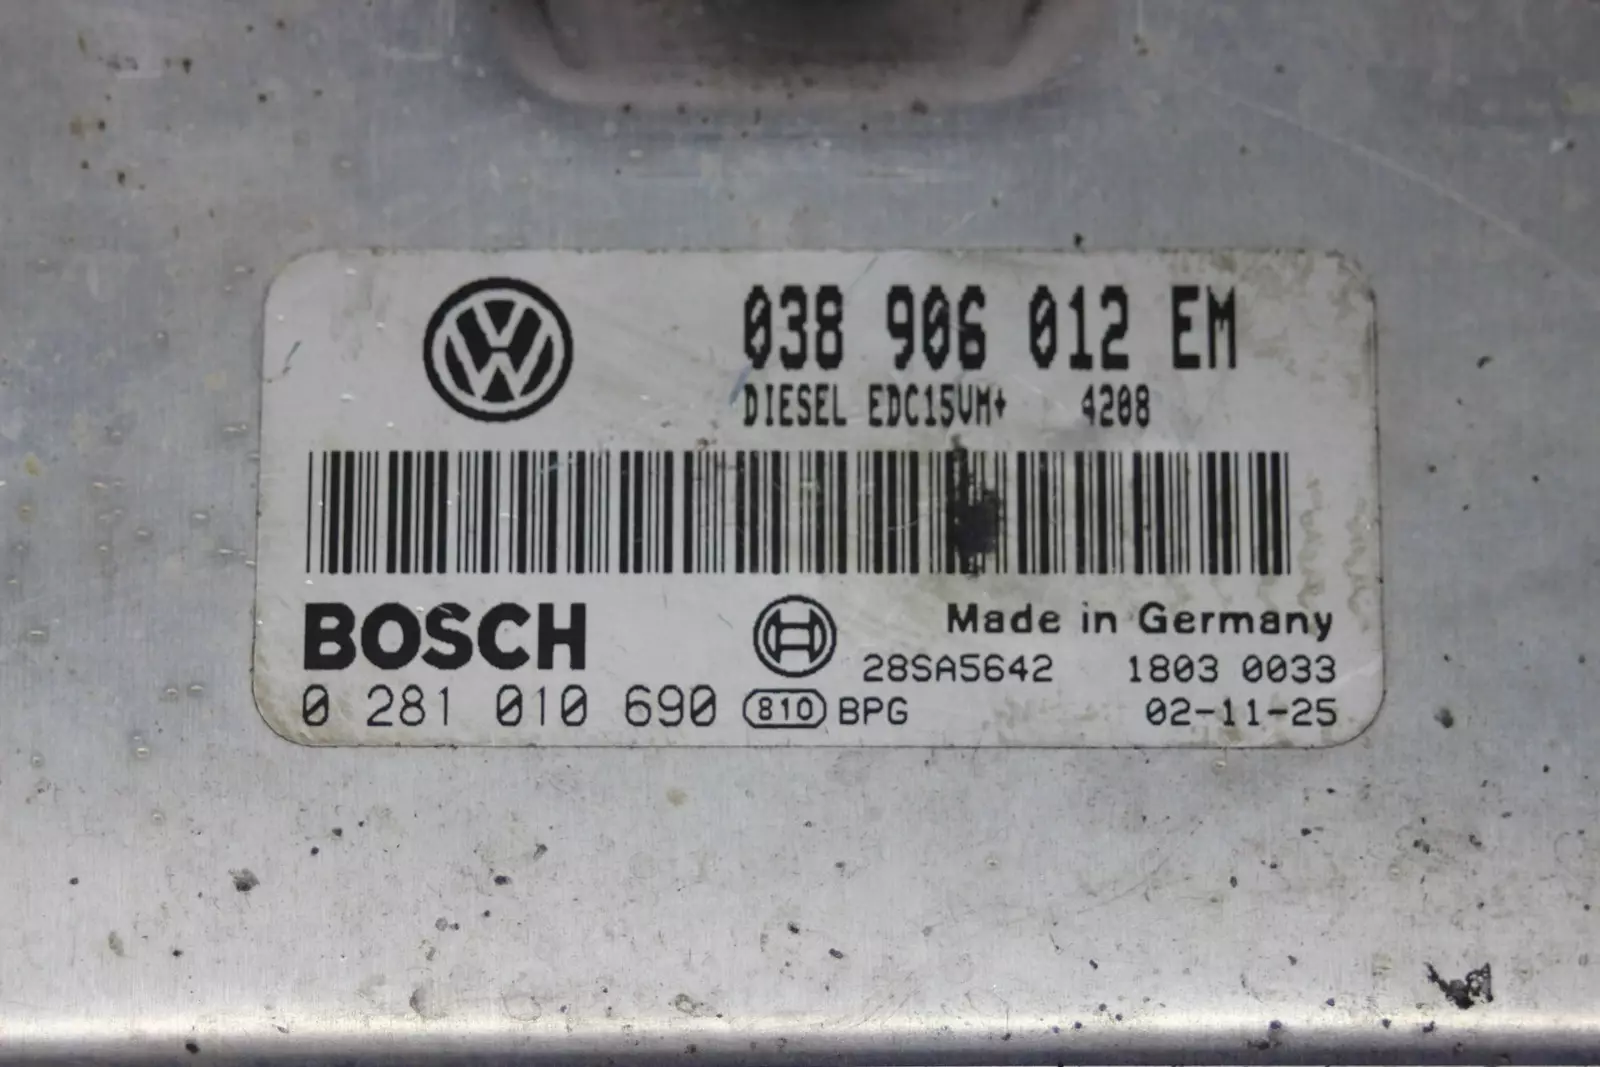 038 906 012 EM
DIESEL EDC15VM+ 4208
BOSCH
Made in Germany
28SA5642 1803 0033
0 281 010 690 810 BPG 02-11-25